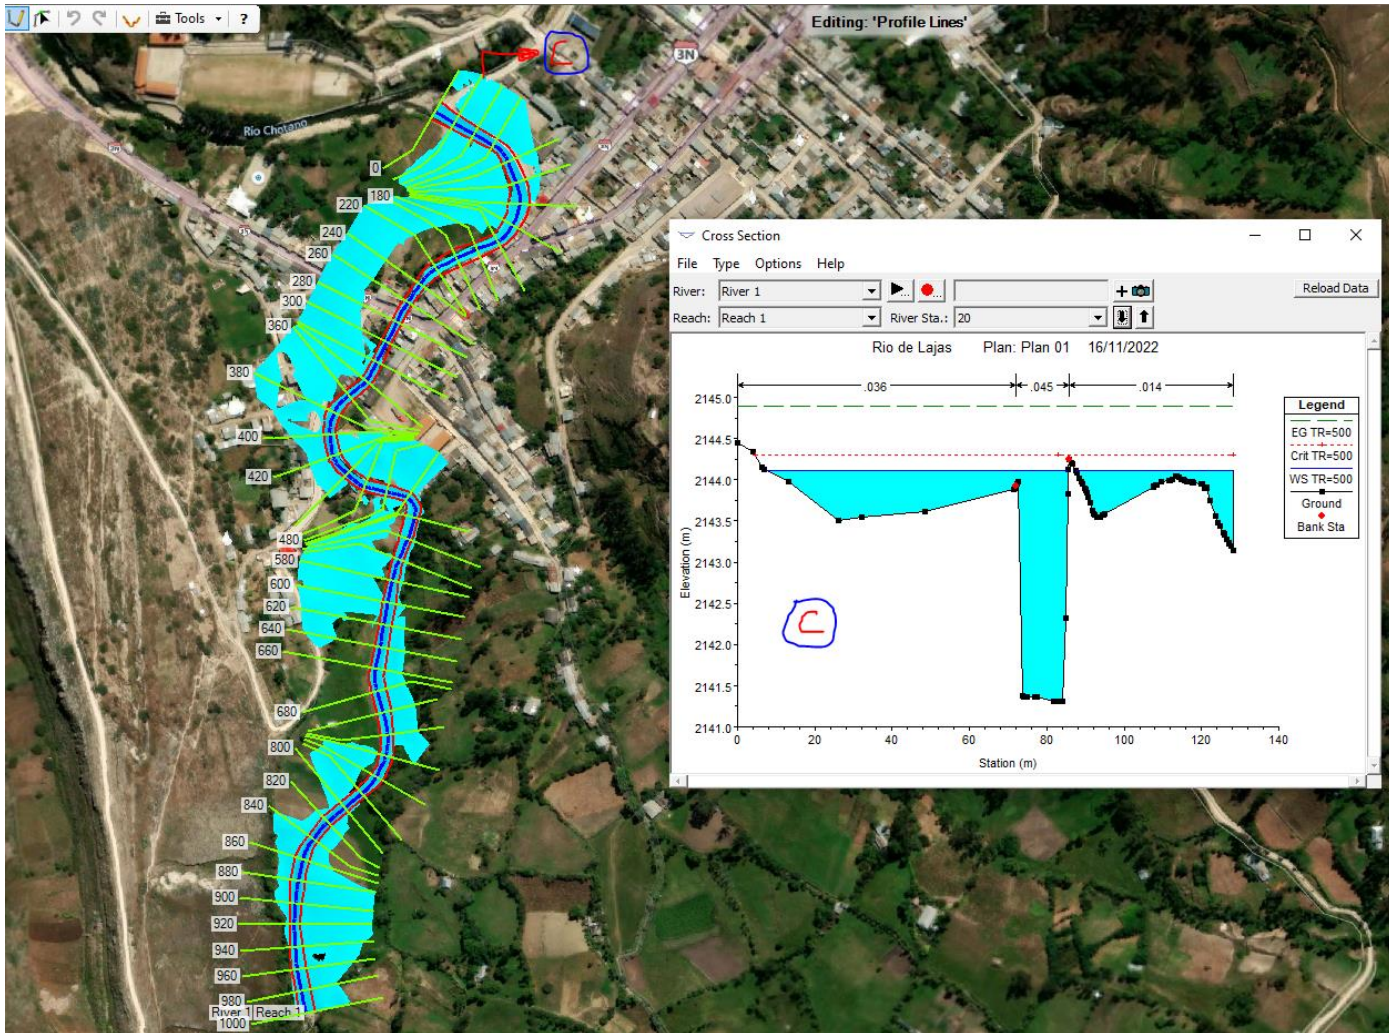 Tools ?
Editing: 'Profile Lines'
C
3N
Rio Chotano
3N
3N
3N
3N
0
180
220
240
260
280
300
360
380
400
420
480
580
600
620
640
660
680
800
820
840
860
880
900
920
940
960
980
River 1 Reach 1
1000
Cross Section
File Type Options Help
River: River 1
Reload Data
Reach: Reach 1 River Sta.: 20
Rio de Lajas Plan: Plan 01 16/11/2022
.036 .045 .014
2145.0
2144.5
2144.0
2143.5
2143.0
2142.5
2142.0
2141.5
2141.0
Elevation (m)
0 20 40 60 80 100 120 140
Station (m)
C
Legend
EG TR=500
Crit TR=500
WS TR=500
Ground
Bank Sta